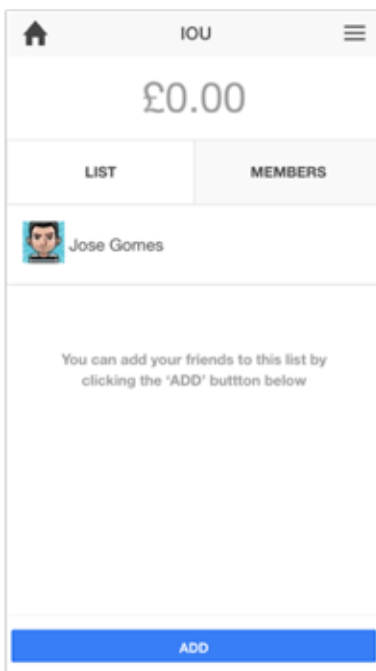 IOU
£0.00
LIST MEMBERS
Jose Gomes
You can add your friends to this list by
clicking the 'ADD' buttton below
ADD